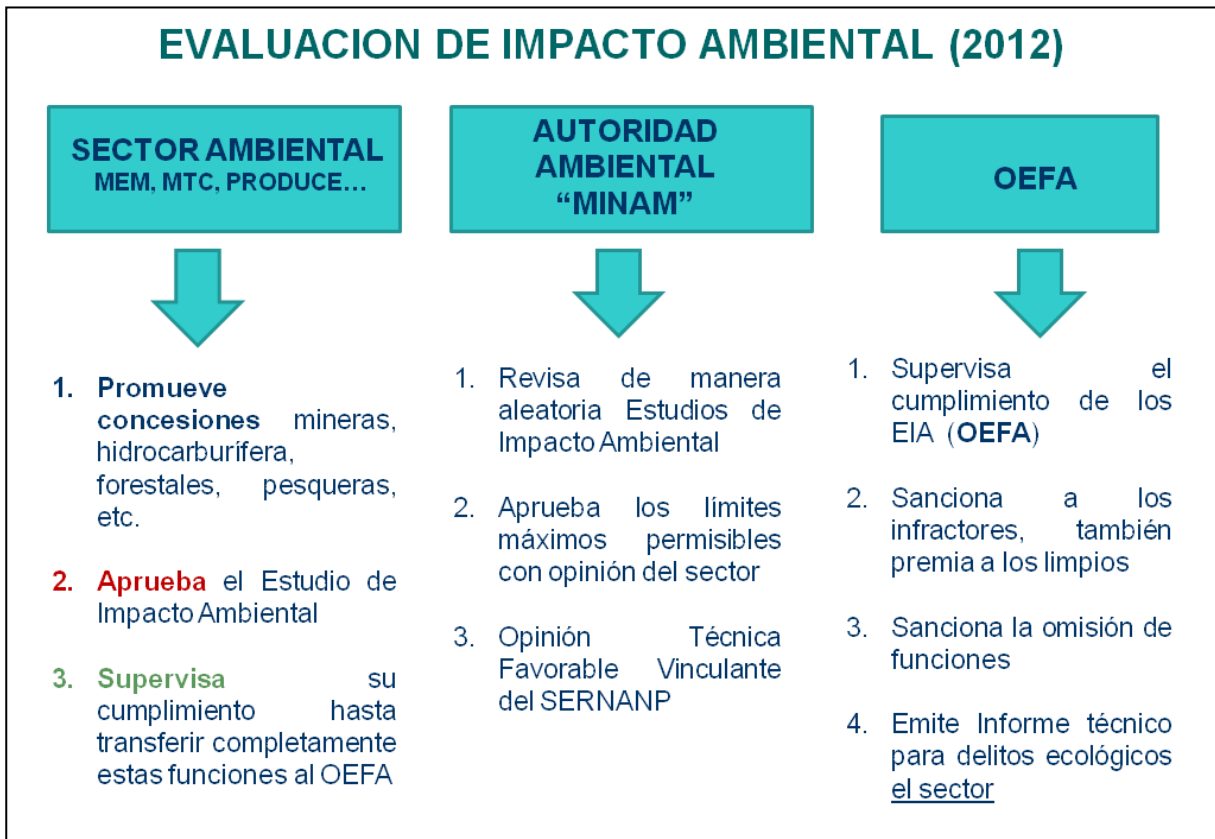 EVALUACION DE IMPACTO AMBIENTAL (2012)
SECTOR AMBIENTAL
MEM, MTC, PRODUCE...
1. Promueve
concesiones mineras,
hidrocarburífera,
forestales, pesqueras,
etc.
2. Aprueba el Estudio de
Impacto Ambiental
3. Supervisa su
cumplimiento hasta
transferir completamente
estas funciones al OEFA
AUTORIDAD
AMBIENTAL
“MINAM”
1. Revisa de manera
aleatoria Estudios de
Impacto Ambiental
2. Aprueba los límites
máximos permisibles
con opinión del sector
3. Opinión Técnica
Favorable Vinculante
del SERNANP
OEFA
1. Supervisa el
cumplimiento de los
EIA (OEFA)
2. Sanciona a los
infractores, también
premia a los limpios
3. Sanciona la omisión de
funciones
4. Emite Informe técnico
para delitos ecológicos
el sector